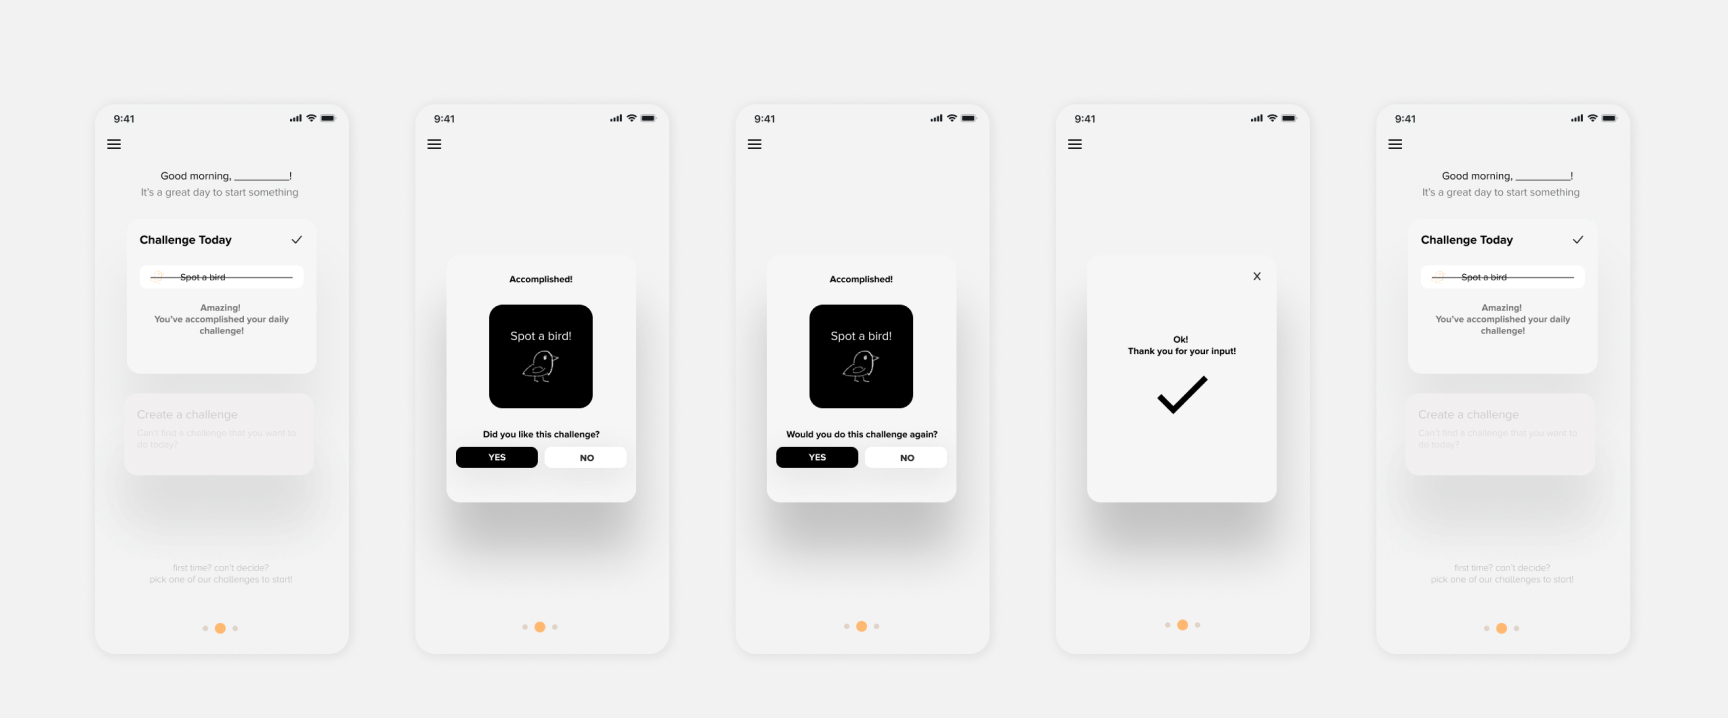 9:41
Good morning, __________!
It's a great day to start something
Challenge Today
Spot a bird
Amazing!
You've accomplished your daily
challenge!
Create a challenge
Can't find a challenge that you want to
do today?
first time? can't decide?
pick one of our challenges to start!
9:41
Accomplished!
Spot a bird!
Did you like this challenge?
YES NO
9:41
Accomplished!
Spot a bird!
Would you do this challenge again?
YES NO
9:41
X
Ok!
Thank you for your input!
9:41
Good morning, __________!
It's a great day to start something
Challenge Today
Spot a bird
Amazing!
You've accomplished your daily
challenge!
Create a challenge
Can't find a challenge that you want to
do today?
first time? can't decide?
pick one of our challenges to start!